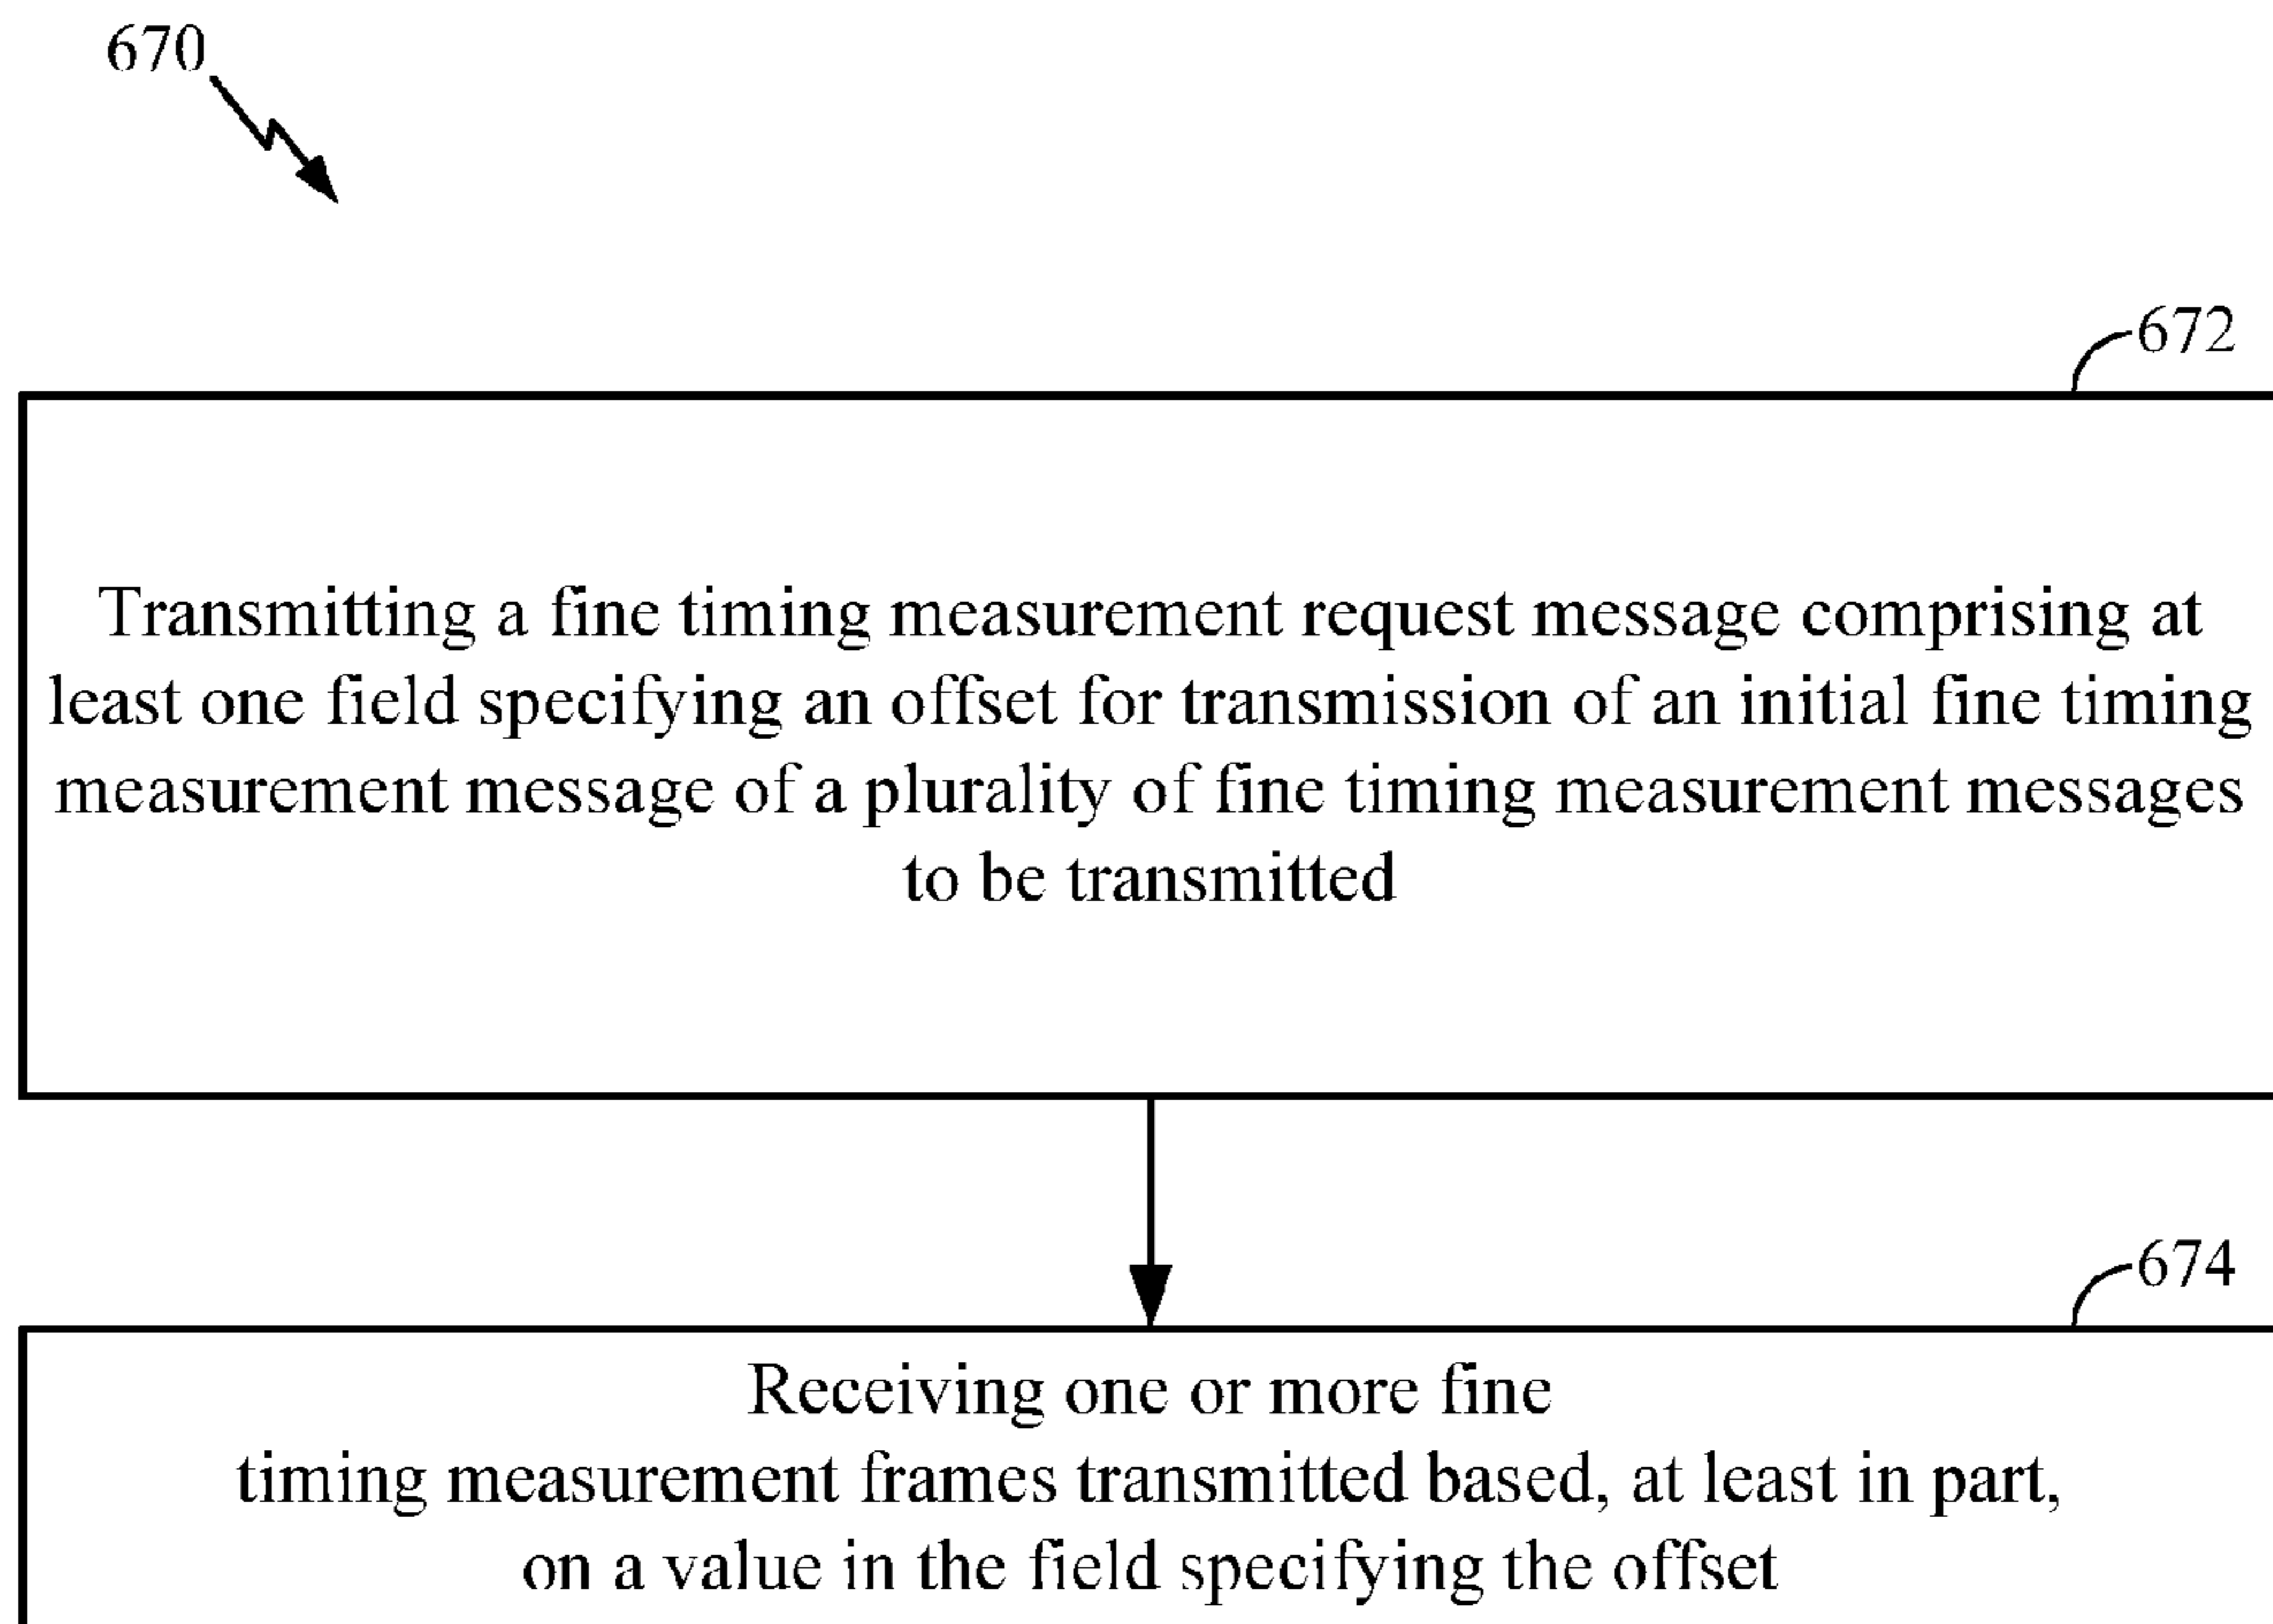 670
672
Transmitting a fine timing measurement request message comprising at
least one field specifying an offset for transmission of an initial fine timing
measurement message of a plurality of fine timing measurement messages
to be transmitted
674
Receiving one or more fine
timing measurement frames transmitted based, at least in part,
on a value in the field specifying the offset